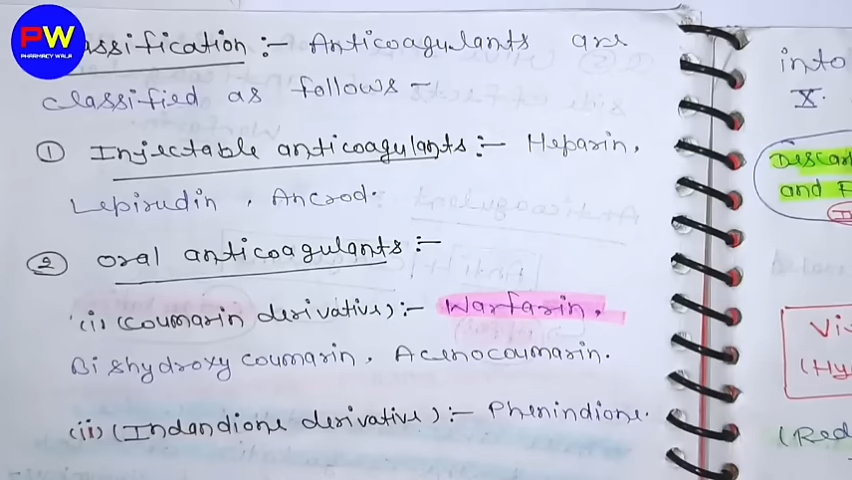 PW
PHARMACY WALA
assification :- Anticoagulants are
classified as follows -
① Injectable anticoagulants :- Heparin,
Lepirudin, Ancrod.
② Oral anticoagulants :-
(i) (Coumarin derivative) :- Warfarin,
Bishydroxy coumarin, Acenocoumarin.
(ii) (Indandione derivative) :- Phenindione.
into
X.
and
(Hy
(Red